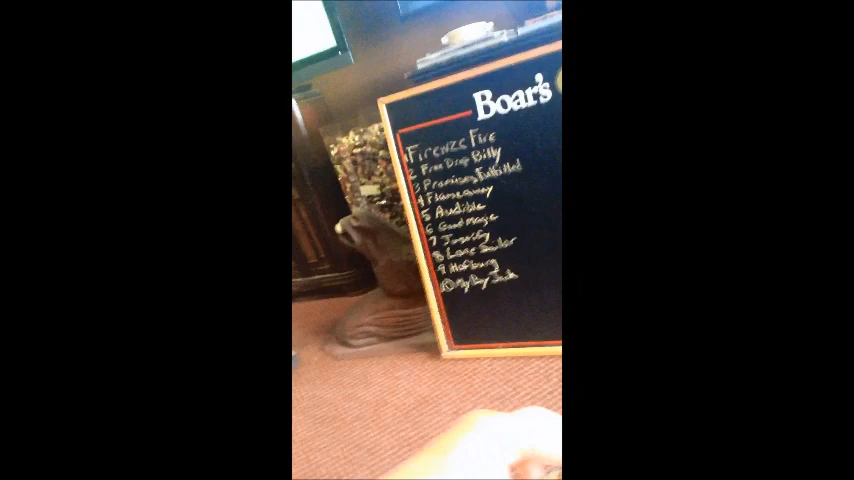 Boar's
1 Firenze Fire
2 Free Drop Billy
3 Promises Fulfilled
4 Flameaway
5 Audible
6 Good Magic
7 Justify
8 Lone Sailor
9 Hofburg
10 My Boy Jack